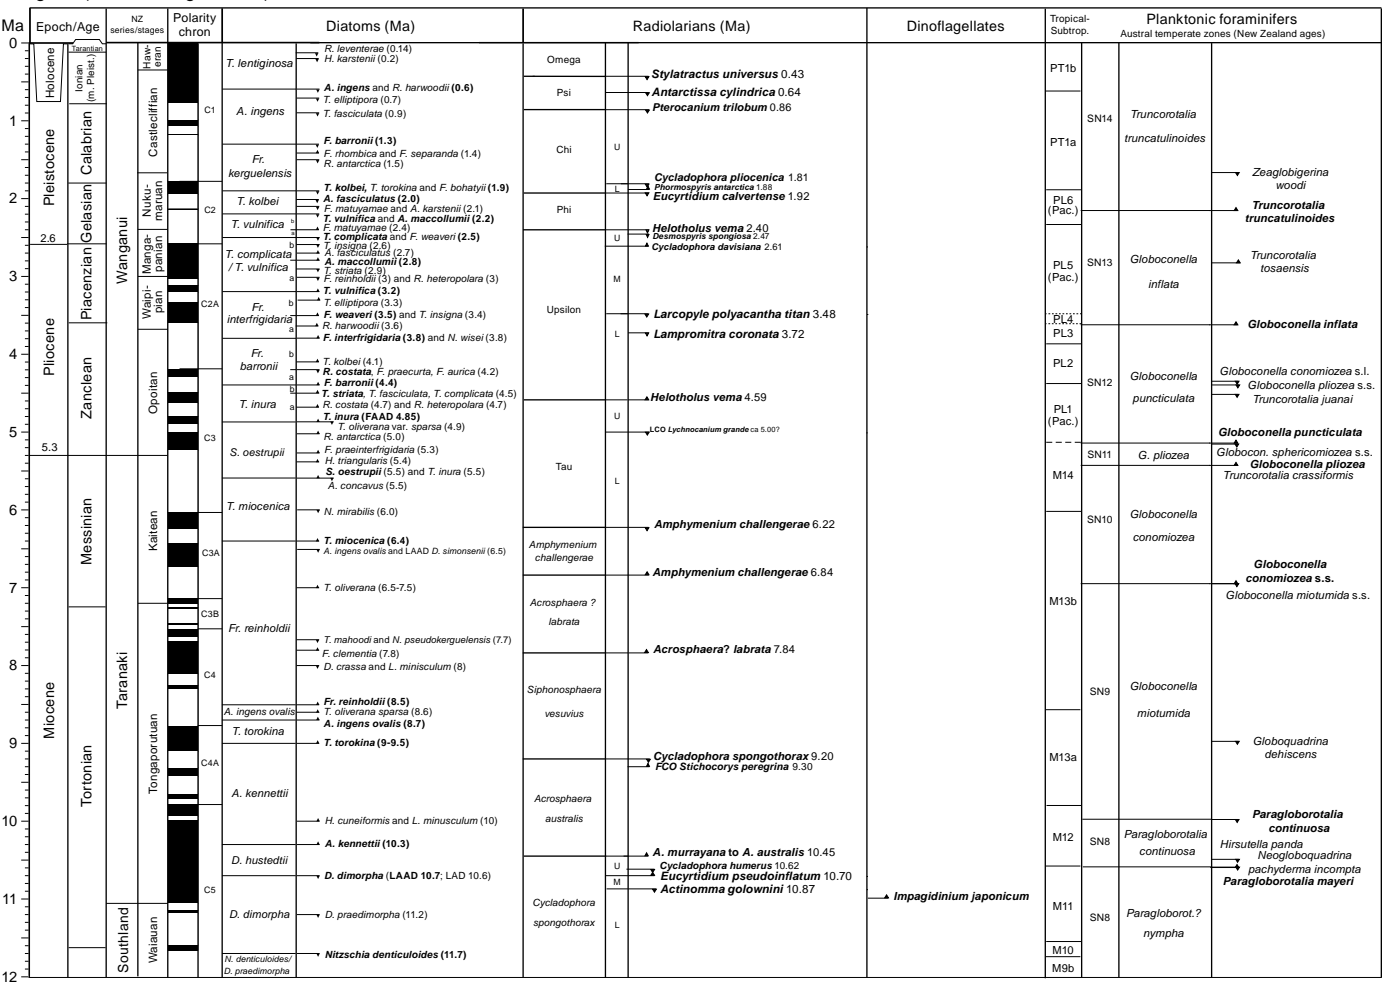 Ma
Epoch/Age
NZ series/stages
Polarity chron
Diatoms (Ma)
Radiolarians (Ma)
Dinoflagellates
Tropical-Subtrop.
Planktonic foraminifers
Austral temperate zones (New Zealand ages)
0
1
2
3
4
5
6
7
8
9
10
11
12
Holocene
Pleistocene
2.6
Pliocene
5.3
Miocene
Tarantian
Ionian
(m. Pleist.)
Calabrian
Gelasian
Piacenzian
Zanclean
Messinian
Tortonian
Wanganui
Taranaki
Southland
Haw-
eran
Castlecliffian
Nuku-
maruan
Manga-
panian
Waipi-
pian
Opoitan
Kaitean
Tongaporutuan
Waiauan
C1
C2
C2A
C3
C3A
C3B
C4
C4A
C5
T. lentiginosa
A. ingens
Fr.
kerguelensis
T. kolbei
T. vulnifica
b
a
T. complicata
/ T. vulnifica
b
a
Fr.
interfrigidaria
b
a
Fr.
barronii
b
a
T. inura
b
a
S. oestrupii
T. miocenica
Fr. reinholdii
A. ingens ovalis
T. torokina
A. kennettii
D. hustedtii
D. dimorpha
N. denticuloides/
D. praedimorpha
R. leventerae (0.14)
H. karstenii (0.2)
A. ingens and R. harwoodii (0.6)
T. elliptipora (0.7)
T. fasciculata (0.9)
F. barronii (1.3)
F. rhombica and F. separanda (1.4)
R. antarctica (1.5)
T. kolbei, T. torokina and F. bohatyii (1.9)
A. fasciculatus (2.0)
F. matuyamae and A. karstenii (2.1)
T. vulnifica and A. maccollumii (2.2)
F. matuyamae (2.4)
T. complicata and F. weaveri (2.5)
T. insigna (2.6)
A. fasciculatus (2.7)
A. maccollumii (2.8)
T. striata (2.9)
F. reinholdii (3) and R. heteropolara (3)
T. vulnifica (3.2)
T. elliptipora (3.3)
F. weaveri (3.5) and T. insigna (3.4)
R. harwoodii (3.6)
F. interfrigidaria (3.8) and N. wisei (3.8)
T. kolbei (4.1)
R. costata, F. praecurta, F. aurica (4.2)
F. barronii (4.4)
T. striata, T. fasciculata, T. complicata (4.5)
R. costata (4.7) and R. heteropolara (4.7)
T. inura (FAAD 4.85)
T. oliverana var. sparsa (4.9)
R. antarctica (5.0)
F. praeinterfrigidaria (5.3)
H. triangularis (5.4)
S. oestrupii (5.5) and T. inura (5.5)
A. concavus (5.5)
N. mirabilis (6.0)
T. miocenica (6.4)
A. ingens ovalis and LAAD D. simonsenii (6.5)
T. oliverana (6.5-7.5)
T. mahoodi and N. pseudokerguelensis (7.7)
F. clementia (7.8)
D. crassa and L. minisculum (8)
Fr. reinholdii (8.5)
T. oliverana sparsa (8.6)
A. ingens ovalis (8.7)
T. torokina (9-9.5)
H. cuneiformis and L. minusculum (10)
A. kennettii (10.3)
D. dimorpha (LAAD 10.7; LAD 10.6)
D. praedimorpha (11.2)
Nitzschia denticuloides (11.7)
Omega
Psi
Chi
Phi
Upsilon
Tau
Amphymenium
challengerae
Acrosphaera ?
labrata
Siphonosphaera
vesuvius
Acrosphaera
australis
Cycladophora
spongothorax
U
L
U
M
L
U
L
U
M
L
Stylatractus universus 0.43
Antarctissa cylindrica 0.64
Pterocanium trilobum 0.86
Cycladophora pliocenica 1.81
Phormospyris antarctica 1.88
Eucyrtidium calvertense 1.92
Helotholus vema 2.40
Desmospyris spongiosa 2.47
Cycladophora davisiana 2.61
Larcopyle polyacantha titan 3.48
Lampromitra coronata 3.72
Helotholus vema 4.59
LCO Lychnocanium grande ca 5.00?
Amphymenium challengerae 6.22
Amphymenium challengerae 6.84
Acrosphaera? labrata 7.84
Cycladophora spongothorax 9.20
FCO Stichocorys peregrina 9.30
A. murrayana to A. australis 10.45
Cycladophora humerus 10.62
Eucyrtidium pseudoinflatum 10.70
Actinomma golownini 10.87
Impagidinium japonicum
PT1b
PT1a
PL6
(Pac.)
PL5
(Pac.)
PL4
PL3
PL2
PL1
(Pac.)
M14
M13b
M13a
M12
M11
M10
M9b
SN14
SN13
SN12
SN11
SN10
SN9
SN8
SN8
Truncorotalia
truncatulinoides
Globoconella
inflata
Globoconella
puncticulata
G. pliozea
Globoconella
conomiozea
Globoconella
miotumida
Paragloborotalia
continuosa
Paragloborot.?
nympha
Zeaglobigerina
woodi
Truncorotalia
truncatulinoides
Truncorotalia
tosaensis
Globoconella inflata
Globoconella conomiozea s.l.
Globoconella pliozea s.s.
Truncorotalia juanai
Globoconella puncticulata
Globocon. sphericomiozea s.s.
Globoconella pliozea
Truncorotalia crassiformis
Globoconella
conomiozea s.s.
Globoconella miotumida s.s.
Globoquadrina
dehiscens
Paragloborotalia
continuosa
Hirsutella panda
Neogloboquadrina
pachyderma incompta
Paragloborotalia mayeri